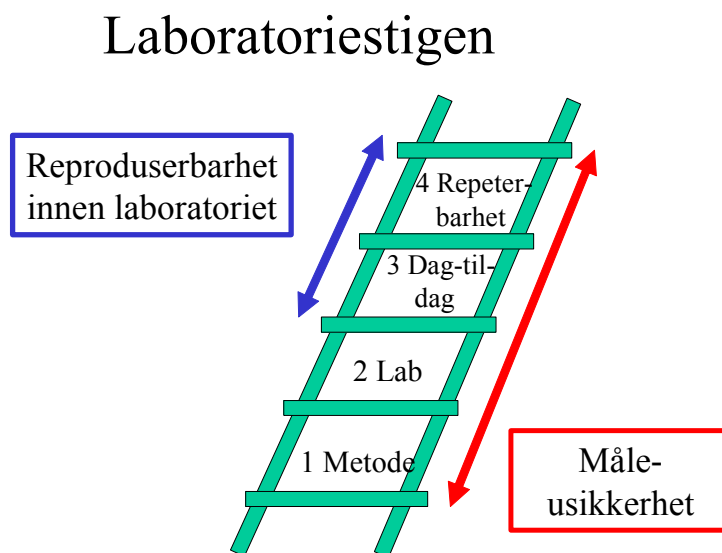 Laboratoriestigen
Reproduserbarhet
innen laboratoriet
4 Repeter-
barhet
3 Dag-til-
dag
2 Lab
1 Metode
Måle-
usikkerhet